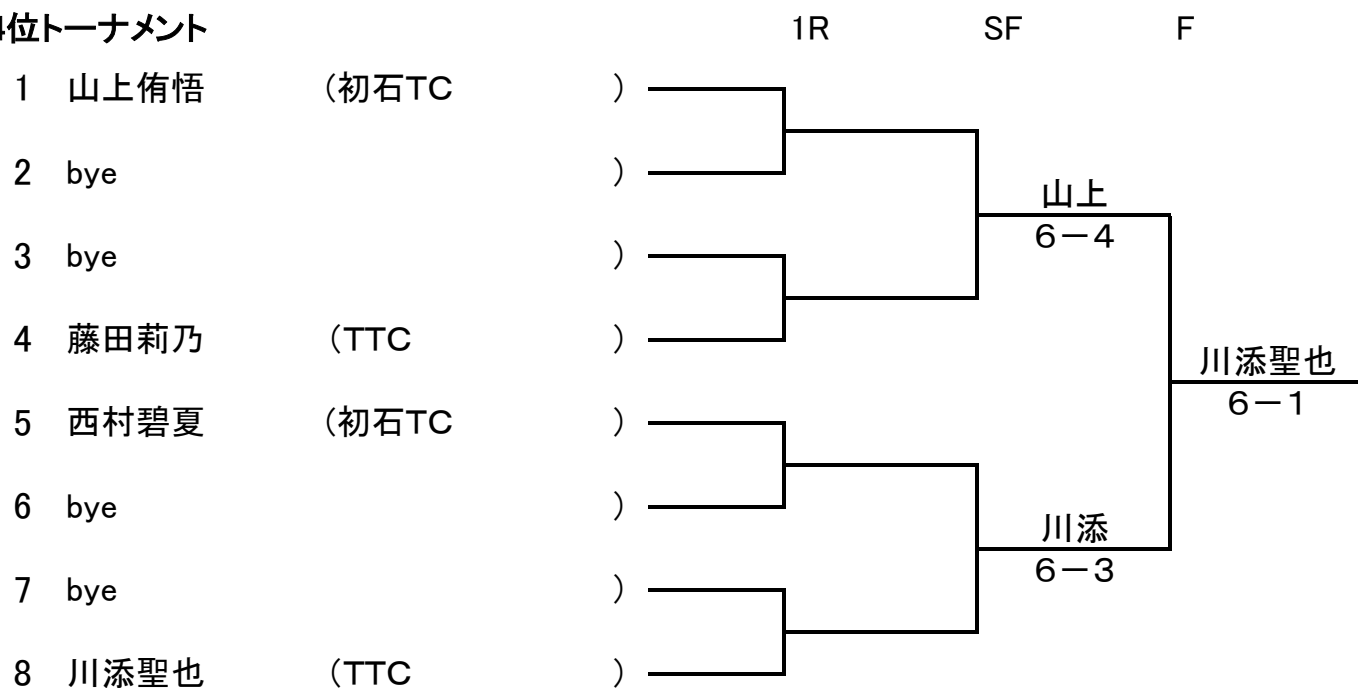 4位トーナメント 1R SF F
1 山上侑悟 (初石TC )
2 bye )
山上
3 bye )
6-4
4 藤田莉乃 (TTC )
川添聖也
5 西村碧夏 (初石TC )
6-1
6 bye )
川添
7 bye )
6-3
8 川添聖也 (TTC )